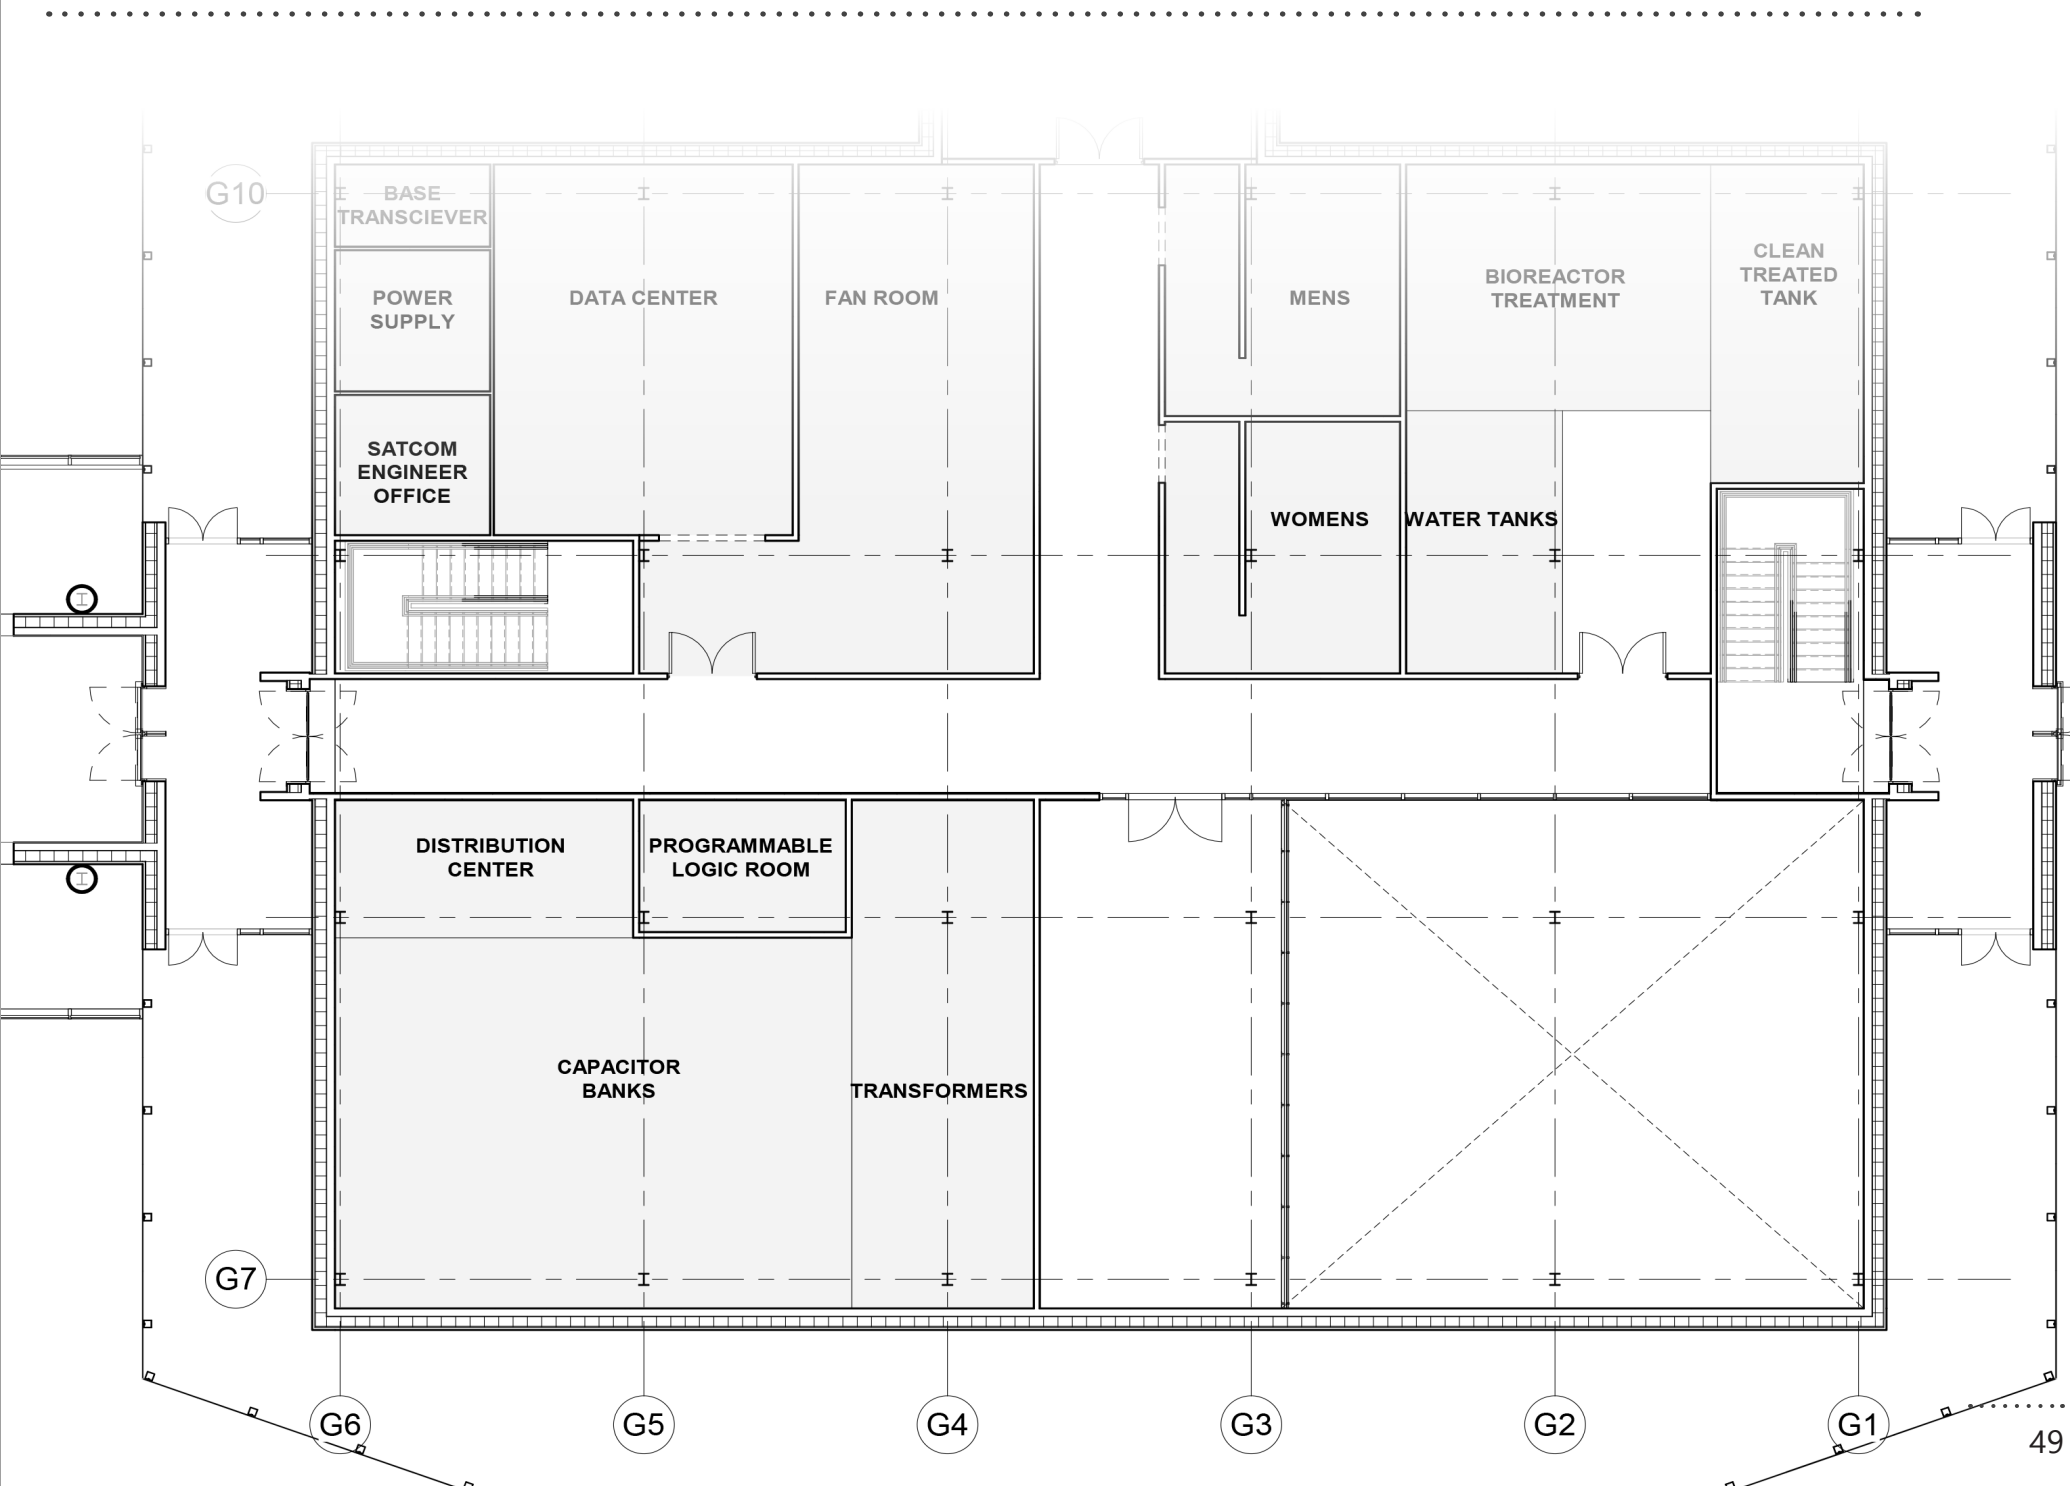 G10
BASE
TRANSCIEVER
POWER
SUPPLY
DATA CENTER
FAN ROOM
MENS
BIOREACTOR
TREATMENT
CLEAN
TREATED
TANK
SATCOM
ENGINEER
OFFICE
WOMENS
WATER TANKS
DISTRIBUTION
CENTER
PROGRAMMABLE
LOGIC ROOM
CAPACITOR
BANKS
TRANSFORMERS
G7
G6
G5
G4
G3
G2
G1
49